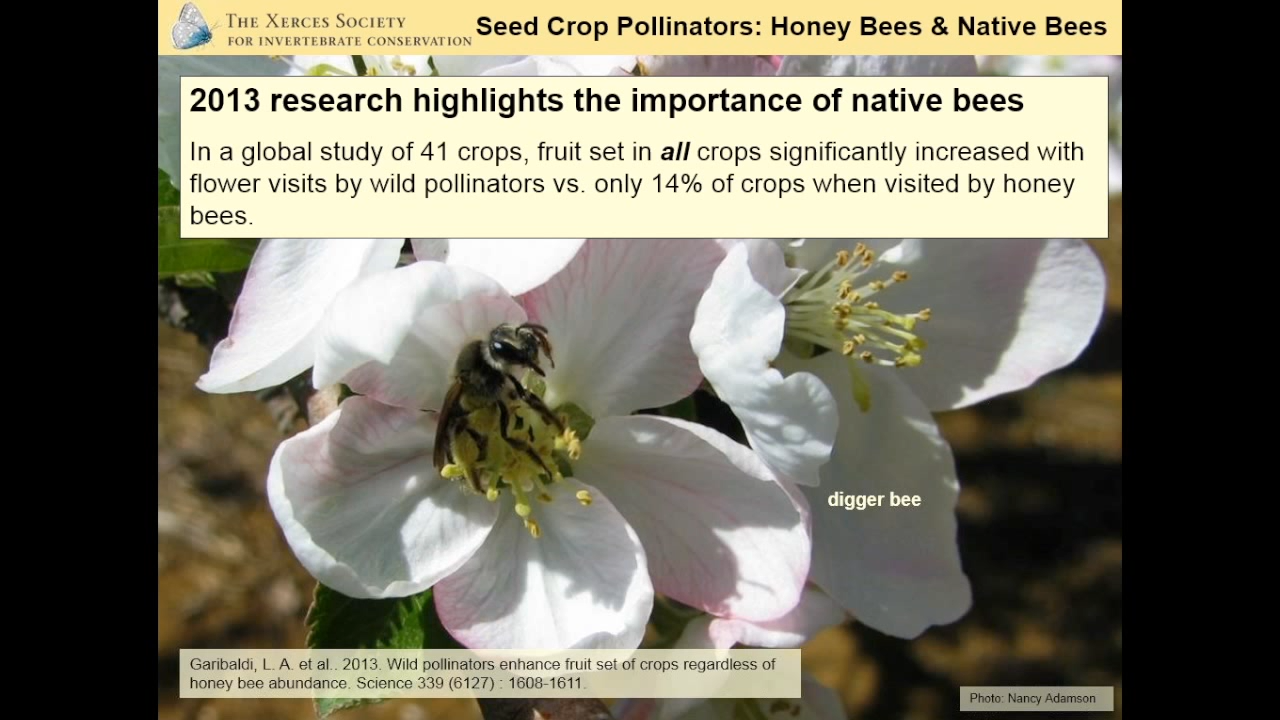 THE XERCES SOCIETY
FOR INVERTEBRATE CONSERVATION
Seed Crop Pollinators: Honey Bees & Native Bees
2013 research highlights the importance of native bees
In a global study of 41 crops, fruit set in all crops significantly increased with
flower visits by wild pollinators vs. only 14% of crops when visited by honey
bees.
digger bee
Garibaldi, L. A. et al.. 2013. Wild pollinators enhance fruit set of crops regardless of
honey bee abundance. Science 339 (6127) : 1608-1611.
Photo: Nancy Adamson